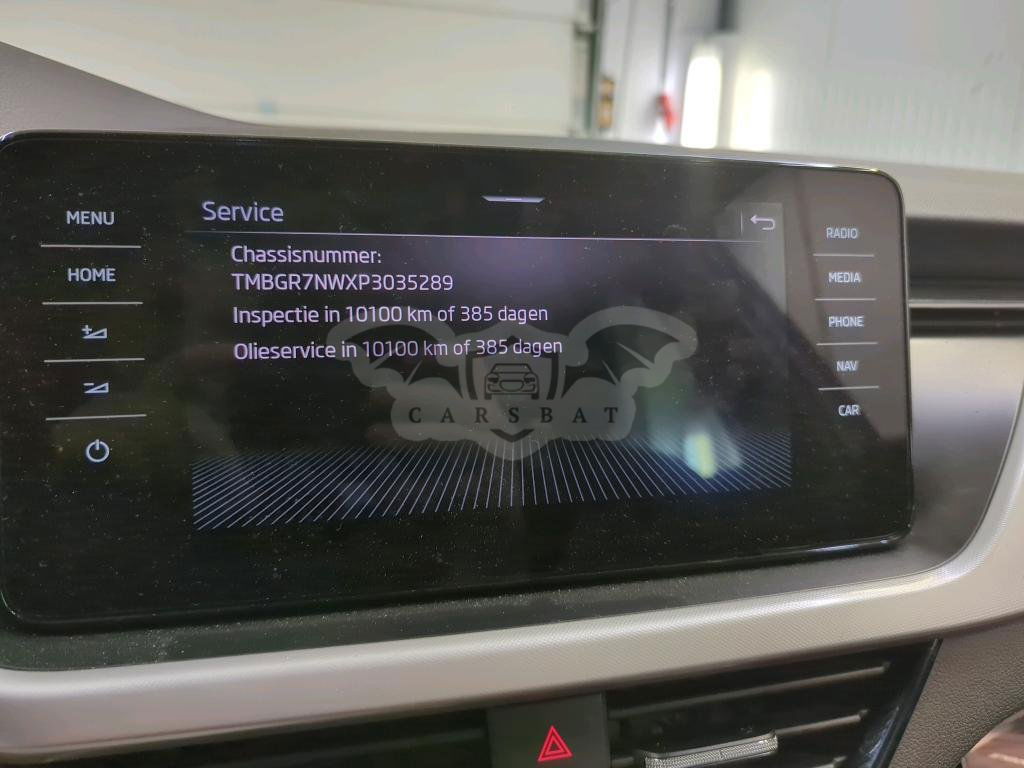 Service
Chassisnummer:
TMBGR7NWXP3035289
Inspectie in 10100 km of 385 dagen
Olieservice in 10100 km of 385 dagen
CARSBAT
MENU
HOME
RADIO
MEDIA
PHONE
NAV
CAR